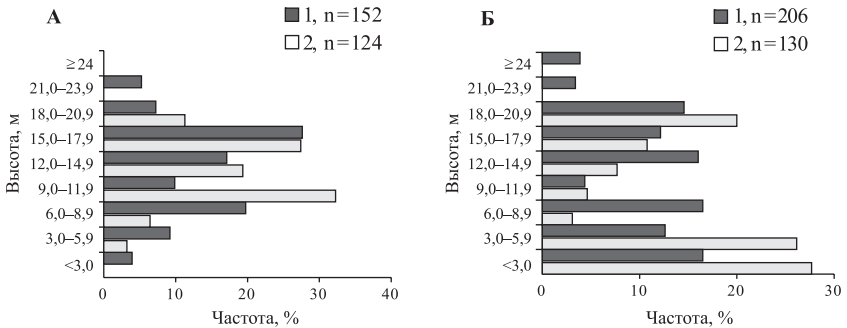 А
1, n=152
2, n=124
Высота, м
≥24
21,0–23,9
18,0–20,9
15,0–17,9
12,0–14,9
9,0–11,9
6,0–8,9
3,0–5,9
<3,0
0 10 20 30 40
Частота, %
Б
1, n=206
2, n=130
Высота, м
≥24
21,0–23,9
18,0–20,9
15,0–17,9
12,0–14,9
9,0–11,9
6,0–8,9
3,0–5,9
<3,0
0 10 20 30
Частота, %